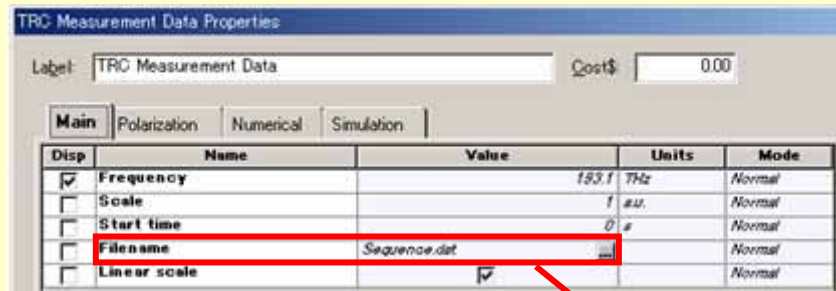 TRC Measurement Data Properties
Label: TRC Measurement Data Cost$: 0.00
Main Polarization Numerical Simulation
Disp Name Value Units Mode
Frequency 193.1 THz Normal
Scale 1 a.u. Normal
Start time 0 s Normal
Filename Sequence.dat ... Normal
Linear scale Normal